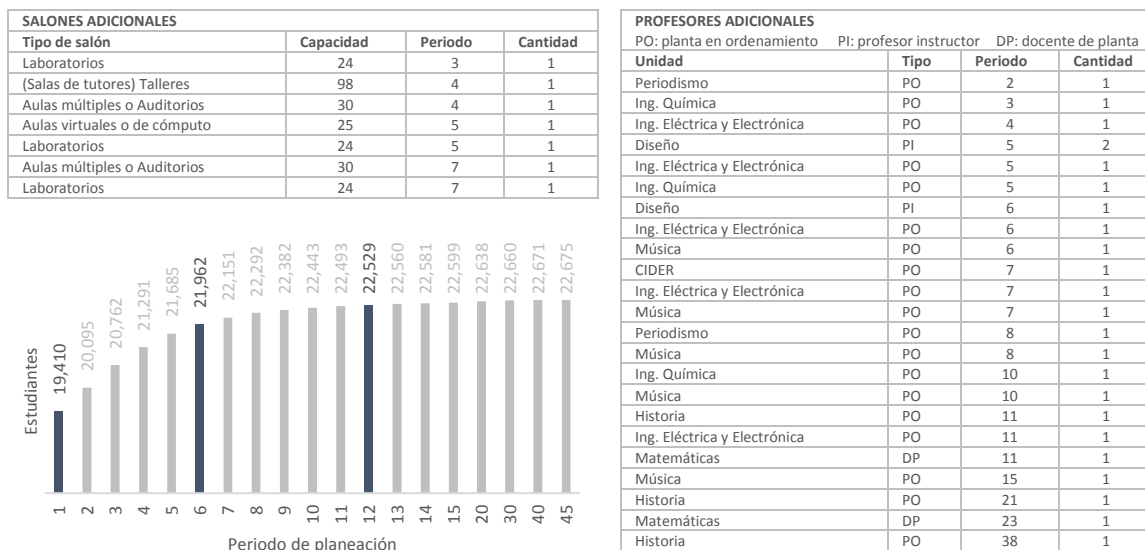 SALONES ADICIONALES
Tipo de salón Capacidad Periodo Cantidad
Laboratorios 24 3 1
(Salas de tutores) Talleres 98 4 1
Aulas múltiples o Auditorios 30 4 1
Aulas virtuales o de cómputo 25 5 1
Laboratorios 24 5 1
Aulas múltiples o Auditorios 30 7 1
Laboratorios 24 7 1
Estudiantes
19,410
20,095
20,762
21,291
21,685
21,962
22,151
22,292
22,382
22,443
22,493
22,529
22,560
22,581
22,599
22,638
22,660
22,671
22,675
1 2 3 4 5 6 7 8 9 10 11 12 13 14 15 20 30 40 45
Periodo de planeación
PROFESORES ADICIONALES
PO: planta en ordenamiento PI: profesor instructor DP: docente de planta
Unidad Tipo Periodo Cantidad
Periodismo PO 2 1
Ing. Química PO 3 1
Ing. Eléctrica y Electrónica PO 4 1
Diseño PI 5 2
Ing. Eléctrica y Electrónica PO 5 1
Ing. Química PO 5 1
Diseño PI 6 1
Ing. Eléctrica y Electrónica PO 6 1
Música PO 6 1
CIDER PO 7 1
Ing. Eléctrica y Electrónica PO 7 1
Música PO 7 1
Periodismo PO 8 1
Música PO 8 1
Ing. Química PO 10 1
Música PO 10 1
Historia PO 11 1
Ing. Eléctrica y Electrónica PO 11 1
Matemáticas DP 11 1
Música PO 15 1
Historia PO 21 1
Matemáticas DP 23 1
Historia PO 38 1